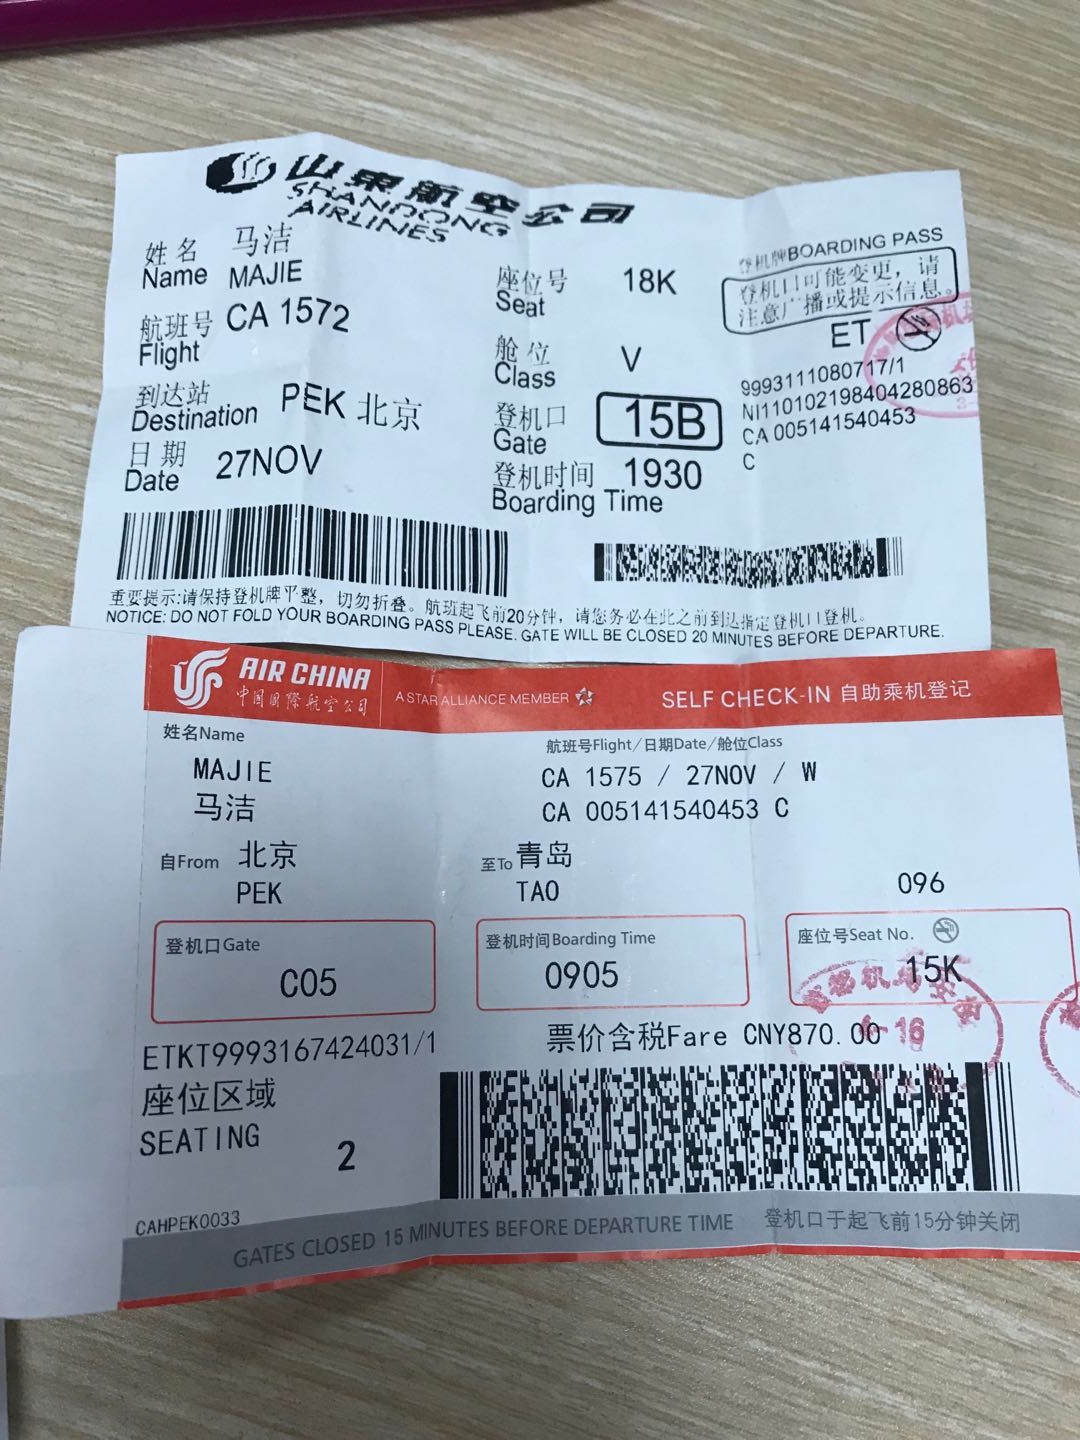 山東航空公司
SHANDONG
AIRLINES
登机牌BOARDING PASS
登机口可能变更，请
注意广播或提示信息。
姓名 马洁
Name MAJIE
座位号 18K
Seat
ET
航班号 CA 1572
Flight
舱位 V
Class
9993111080717/1
NI110102198404280863
CA 005141540453
C
到达站 PEK 北京
Destination
登机口 15B
Gate
日期 27NOV
Date
登机时间 1930
Boarding Time
重要提示:请保持登机牌平整，切勿折叠。航班起飞前20分钟，请您务必在此之前到达指定登机口登机。
NOTICE: DO NOT FOLD YOUR BOARDING PASS PLEASE. GATE WILL BE CLOSED 20 MINUTES BEFORE DEPARTURE.
AIR CHINA
中国国際航空公司
A STAR ALLIANCE MEMBER
SELF CHECK-IN 自助乘机登记
姓名Name
航班号Flight/日期Date/舱位Class
MAJIE
CA 1575 / 27NOV / W
马洁
CA 005141540453 C
自From 北京
至To 青岛
PEK
TAO
096
登机口Gate
登机时间Boarding Time
座位号Seat No.
C05
0905
15K
16
ETKT9993167424031/1
票价含税Fare CNY870.00
座位区域
SEATING
2
CAHPEK0033
GATES CLOSED 15 MINUTES BEFORE DEPARTURE TIME 登机口于起飞前15分钟关闭